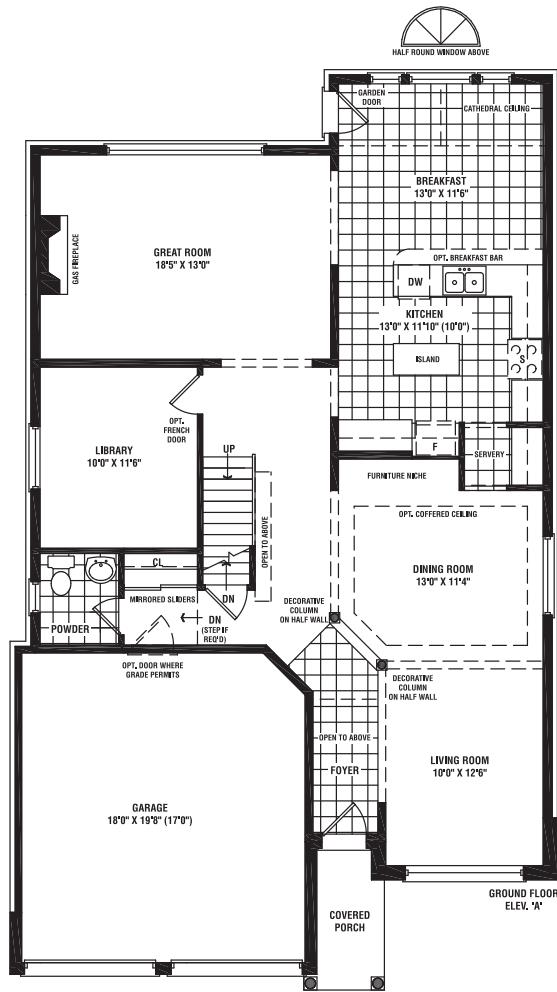 HALF ROUND WINDOW ABOVE
GARDEN
DOOR
CATHEDRAL CEILING
BREAKFAST
13'0" X 11'6"
GREAT ROOM
18'5" X 13'0"
GAS FIREPLACE
OPT. BREAKFAST BAR
DW
KITCHEN
13'0" X 11'10" (10'0")
ISLAND
S
OPT.
FRENCH
DOOR
LIBRARY
10'0" X 11'6"
UP
F
SERVERY
FURNITURE NICHE
OPEN TO ABOVE
OPT. COFFERED CEILING
DINING ROOM
13'0" X 11'4"
CL
MIRRORED SLIDERS
DN
DN
(STEP IF
REQ'D)
POWDER
DECORATIVE
COLUMN
ON HALF WALL
OPT. DOOR WHERE
GRADE PERMITS
DECORATIVE
COLUMN
ON HALF WALL
OPEN TO ABOVE
FOYER
LIVING ROOM
10'0" X 12'6"
GARAGE
18'0" X 19'8" (17'0")
COVERED
PORCH
GROUND FLOOR
ELEV. 'A'